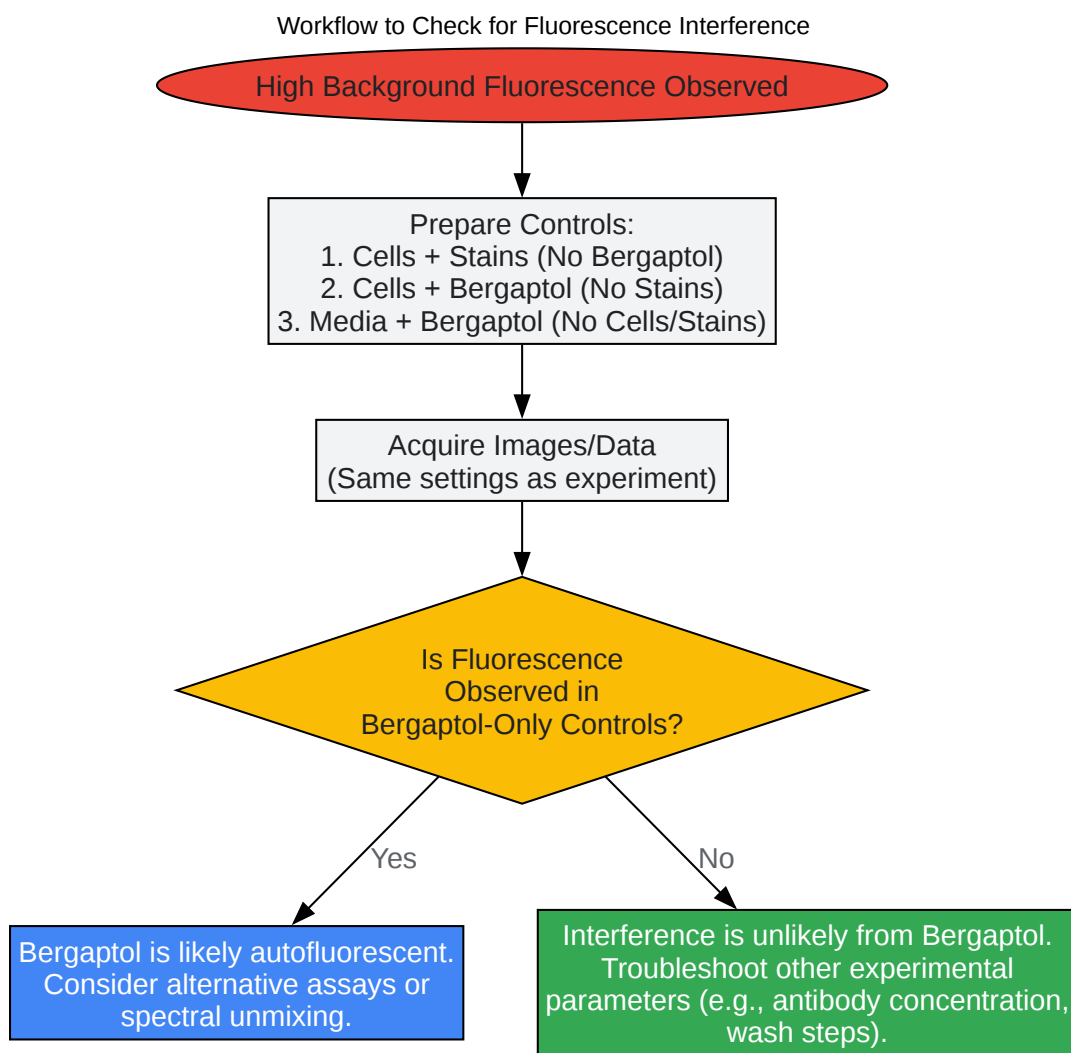 Workflow to Check for Fluorescence Interference
High Background Fluorescence Observed
Prepare Controls:
1. Cells + Stains (No Bergaptol)
2. Cells + Bergaptol (No Stains)
3. Media + Bergaptol (No Cells/Stains)
Acquire Images/Data
(Same settings as experiment)
Is Fluorescence
Observed in
Bergaptol-Only Controls?
Yes
No
Bergaptol is likely autofluorescent.
Consider alternative assays or
spectral unmixing.
Interference is unlikely from Bergaptol.
Troubleshoot other experimental
parameters (e.g., antibody concentration,
wash steps).